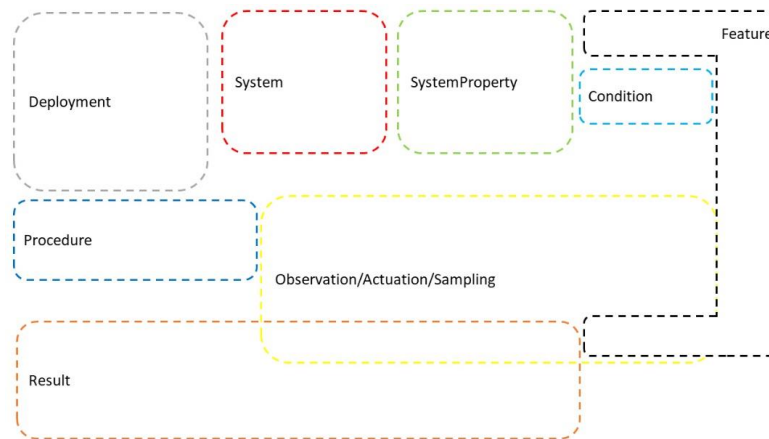 Feature
System
SystemProperty
Condition
Deployment
Procedure
Observation/Actuation/Sampling
Result